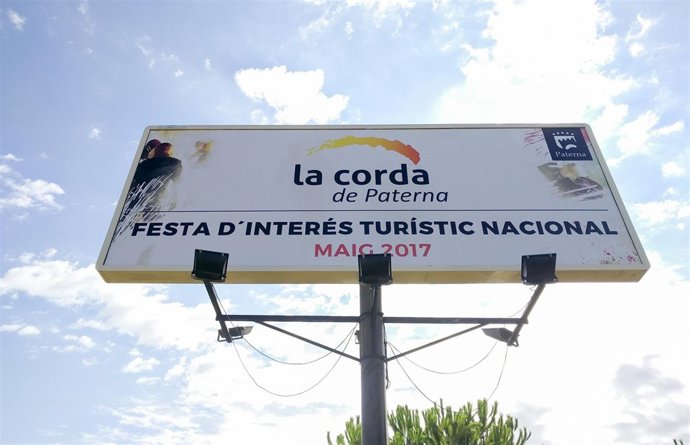 la corda
de Paterna
Paterna
FESTA D´INTERÉS TURÍSTIC NACIONAL
MAIG 2017